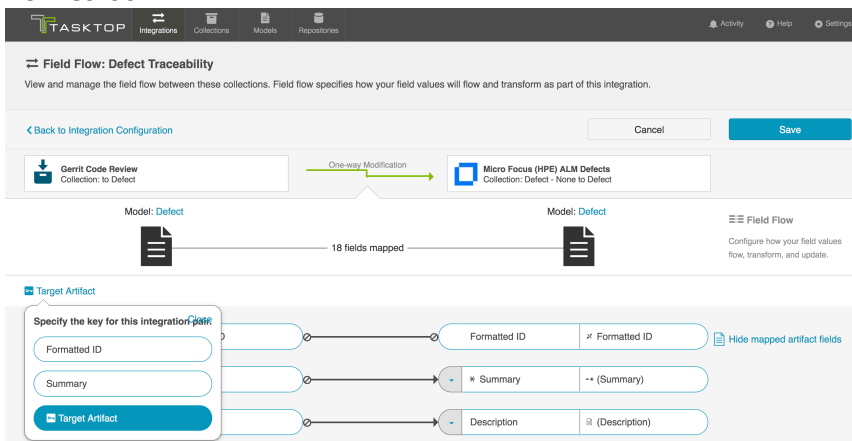 TASKTOP
Integrations
Collections
Models
Repositories
Activity
Help
Settings
Field Flow: Defect Traceability
View and manage the field flow between these collections. Field flow specifies how your field values will flow and transform as part of this integration.
Back to Integration Configuration
Cancel
Save
Gerrit Code Review
Collection: to Defect
One-way Modification
Micro Focus (HPE) ALM Defects
Collection: Defect - None to Defect
Model: Defect
Model: Defect
18 fields mapped
Field Flow
Configure how your field values
flow, transform, and update.
Target Artifact
Specify the key for this integration pair:
Close
Formatted ID
Summary
Target Artifact
Formatted ID
Formatted ID
Hide mapped artifact fields
Summary
(Summary)
Description
(Description)